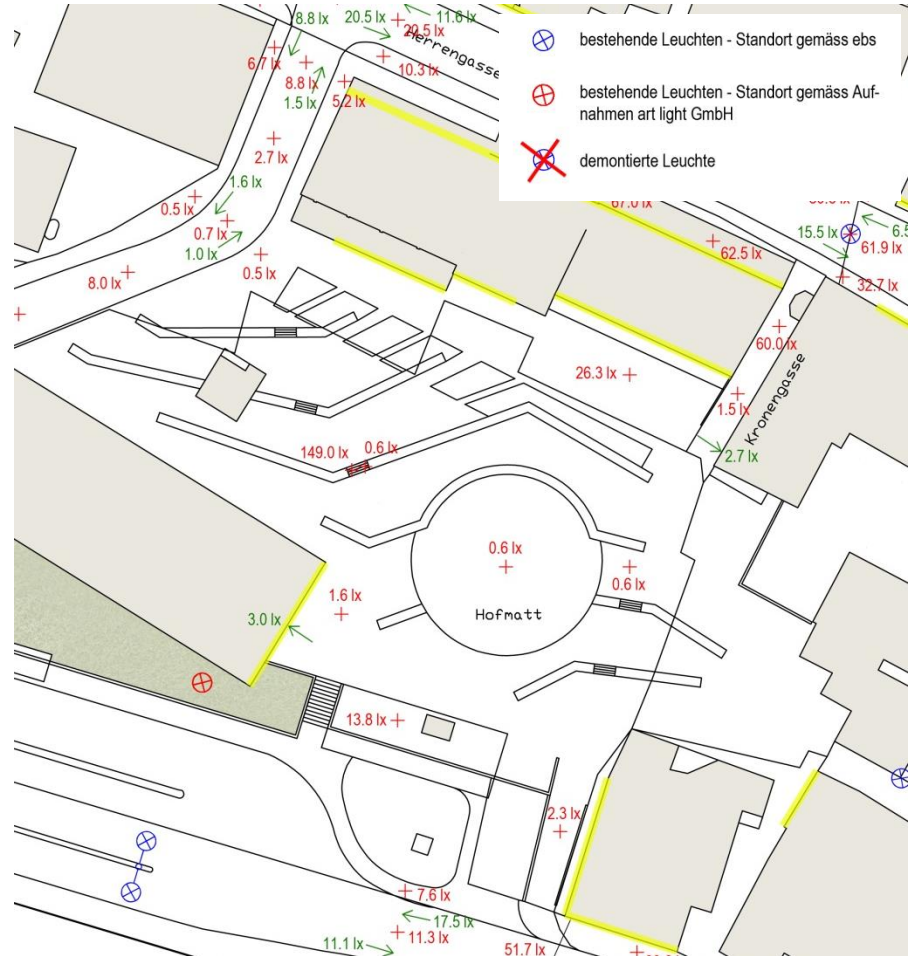 8.8 lx
20.5 lx
11.6 lx
20.5 lx
Herrengasse
6.7 lx
8.8 lx
10.3 lx
1.5 lx
5.2 lx
bestehende Leuchten - Standort gemäss ebs
bestehende Leuchten - Standort gemäss Auf-
nahmen art light GmbH
demontierte Leuchte
2.7 lx
1.6 lx
0.5 lx
0.7 lx
1.0 lx
0.5 lx
8.0 lx
67.0 lx
62.5 lx
15.5 lx
61.9 lx
32.7 lx
60.0 lx
26.3 lx
1.5 lx
Kronengasse
2.7 lx
149.0 lx
0.6 lx
0.6 lx
0.6 lx
1.6 lx
Hofmatt
3.0 lx
13.8 lx
2.3 lx
7.6 lx
17.5 lx
11.3 lx
11.1 lx
51.7 lx